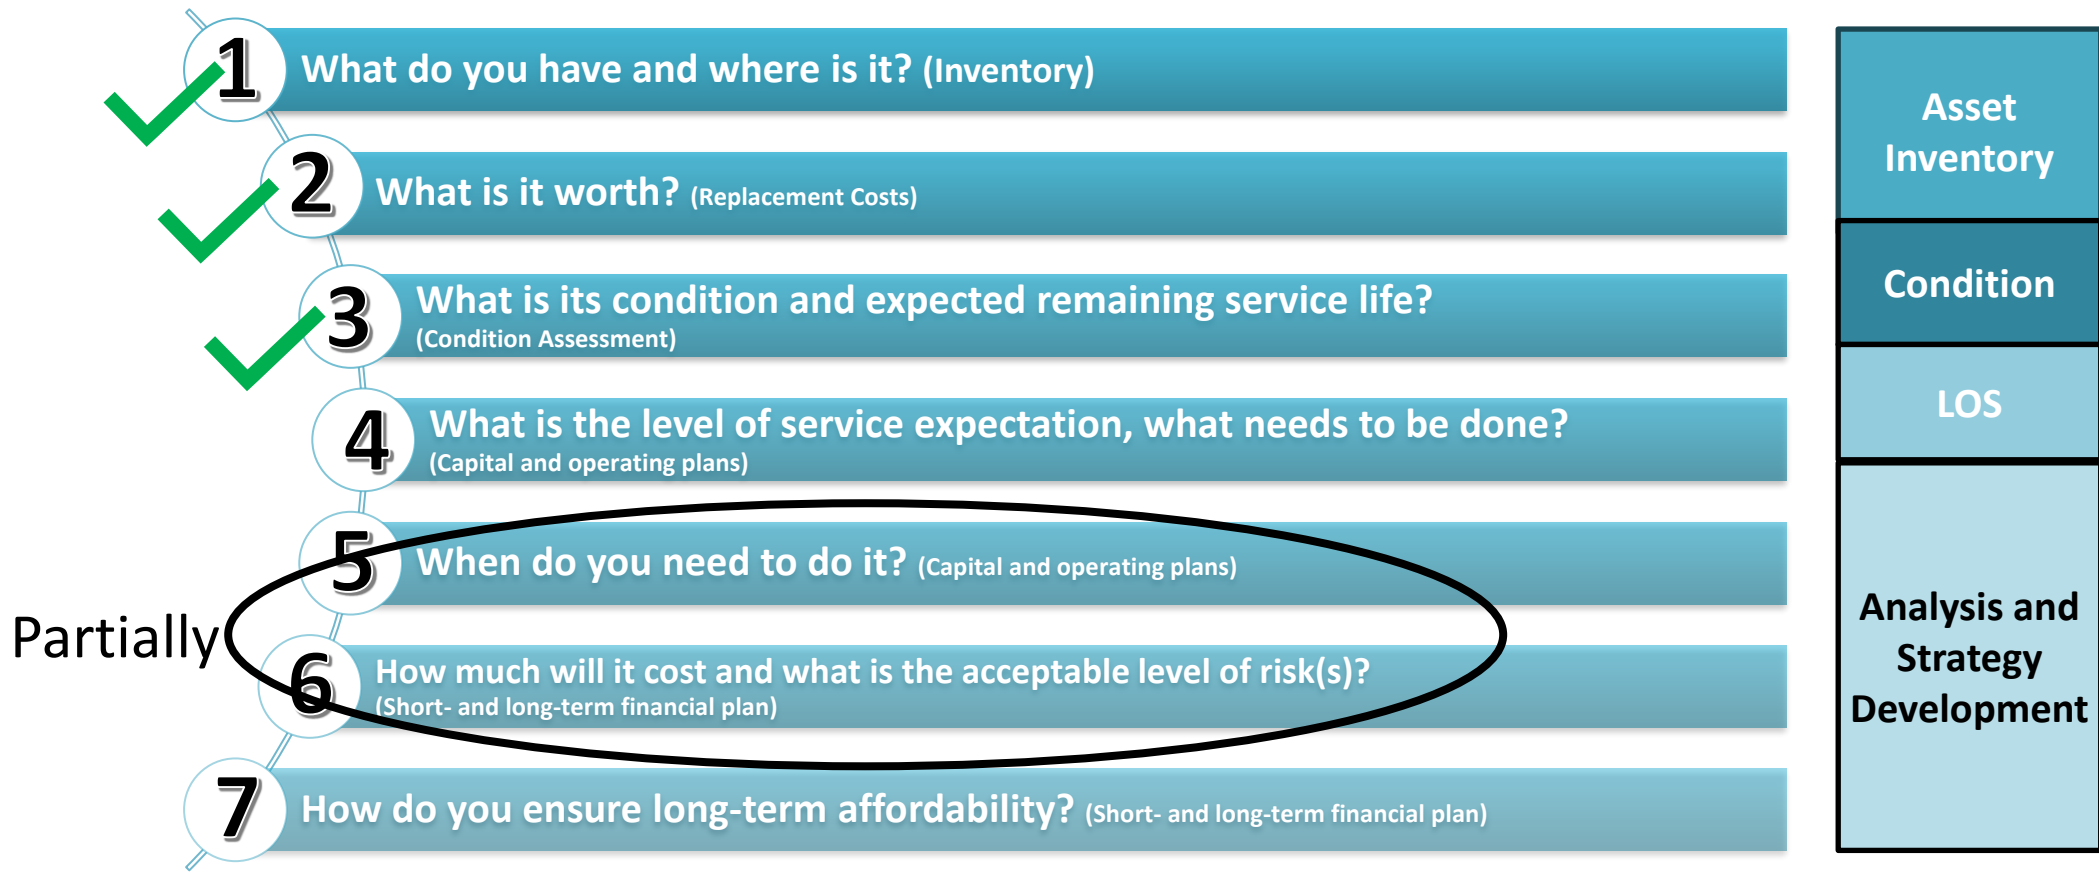 1
What do you have and where is it? (Inventory)
2
What is it worth? (Replacement Costs)
3
What is its condition and expected remaining service life?
(Condition Assessment)
4
What is the level of service expectation, what needs to be done?
(Capital and operating plans)
5
When do you need to do it? (Capital and operating plans)
Partially
6
How much will it cost and what is the acceptable level of risk(s)?
(Short- and long-term financial plan)
7
How do you ensure long-term affordability? (Short- and long-term financial plan)
Asset
Inventory
Condition
LOS
Analysis and
Strategy
Development